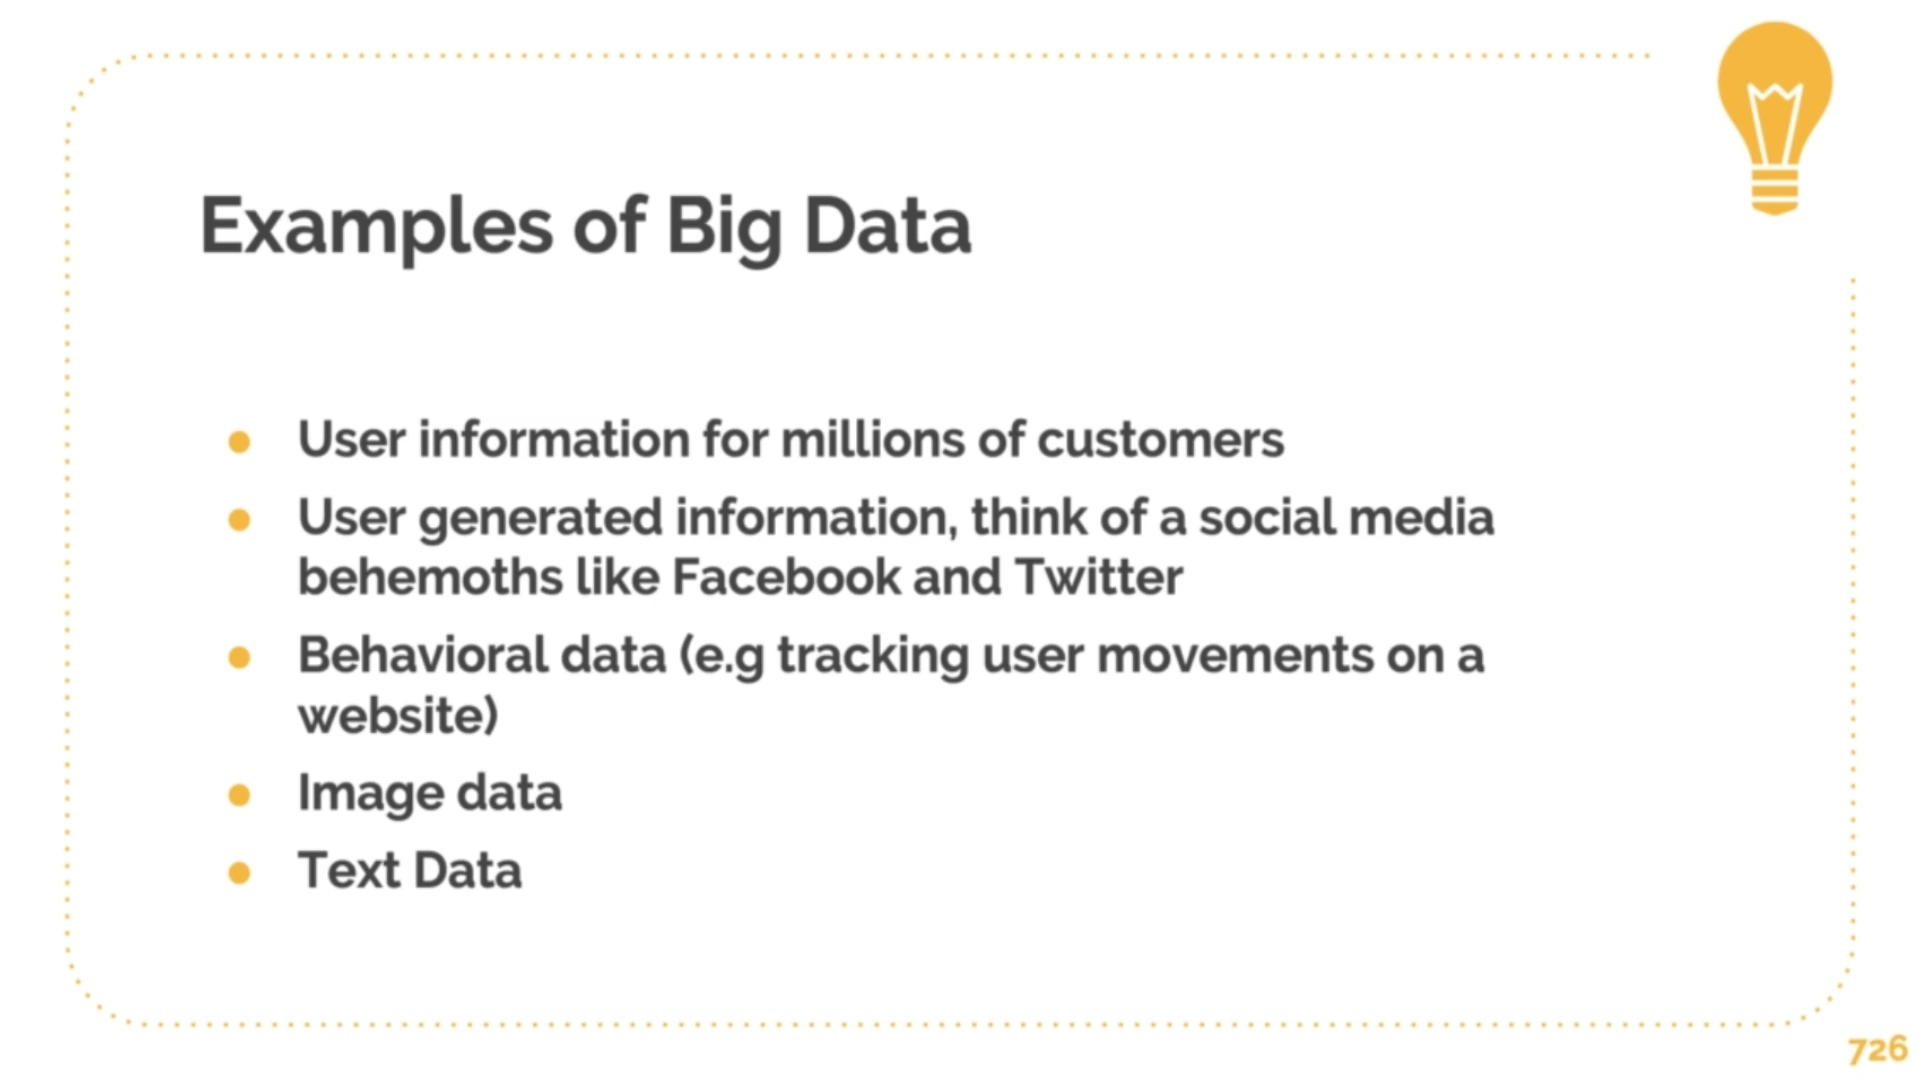 Examples of Big Data
● User information for millions of customers
● User generated information, think of a social media
behemoths like Facebook and Twitter
● Behavioral data (e.g tracking user movements on a
website)
● Image data
● Text Data
726